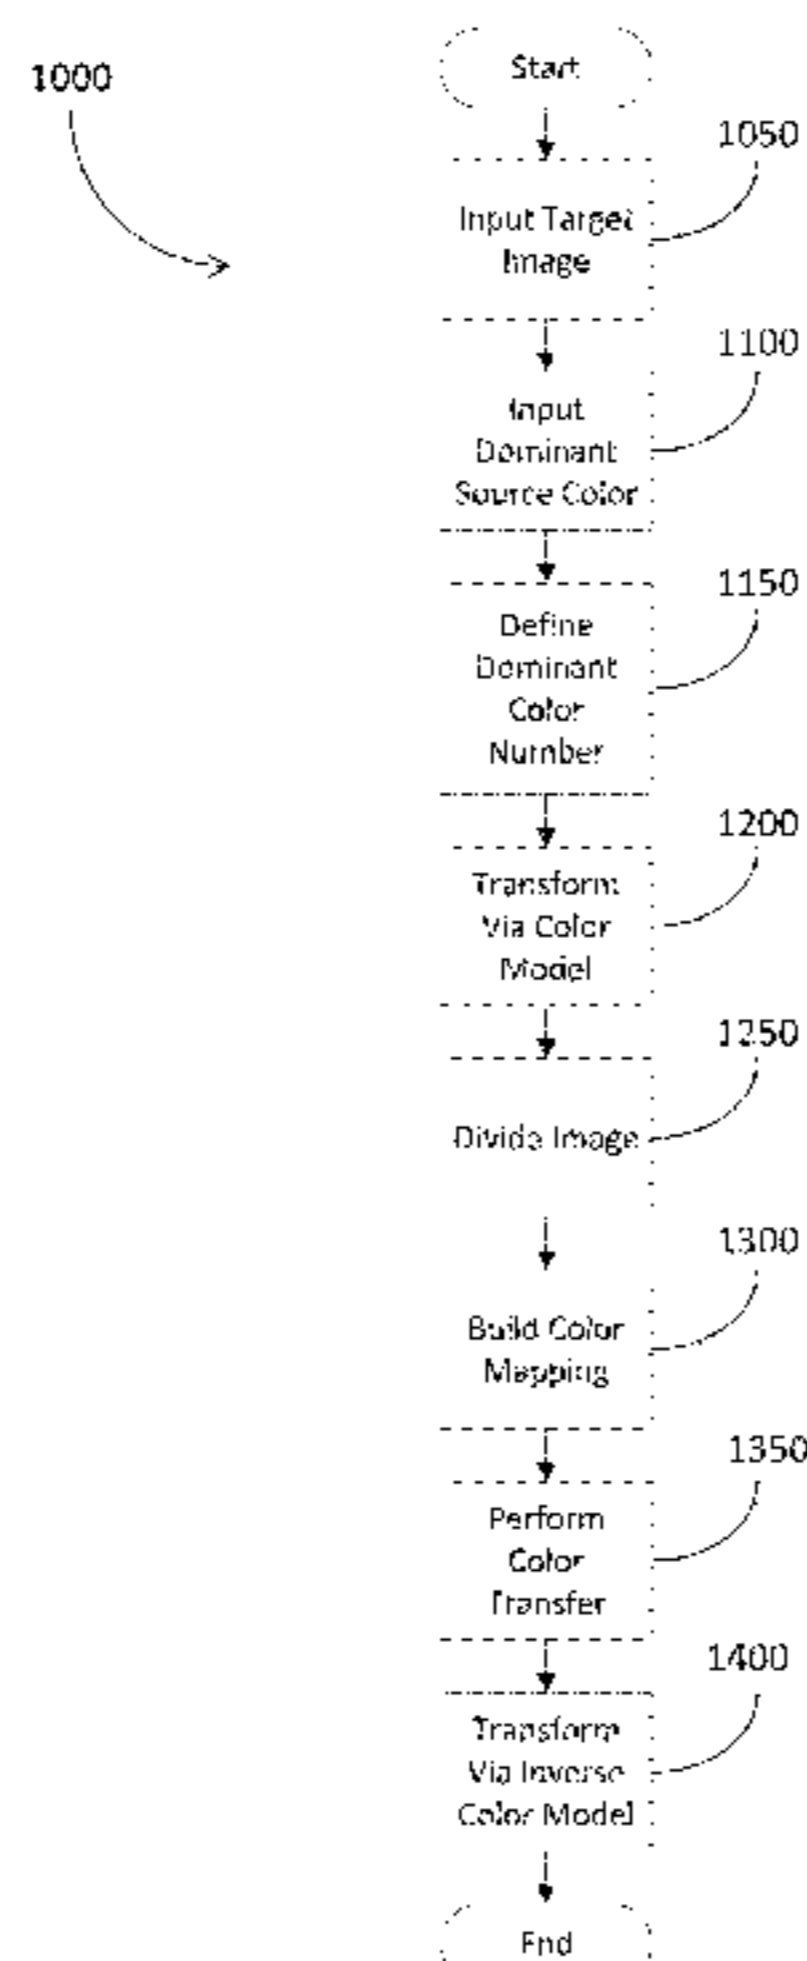 1000
Start
1050
Input Target
Image
1100
Input
Dominant
Source Color
1150
Define
Dominant
Color
Number
1200
Transform
Via Color
Model
1250
Divide Image
1300
Build Color
Mapping
1350
Perform
Color
Transfer
1400
Transform
Via Inverse
Color Model
End